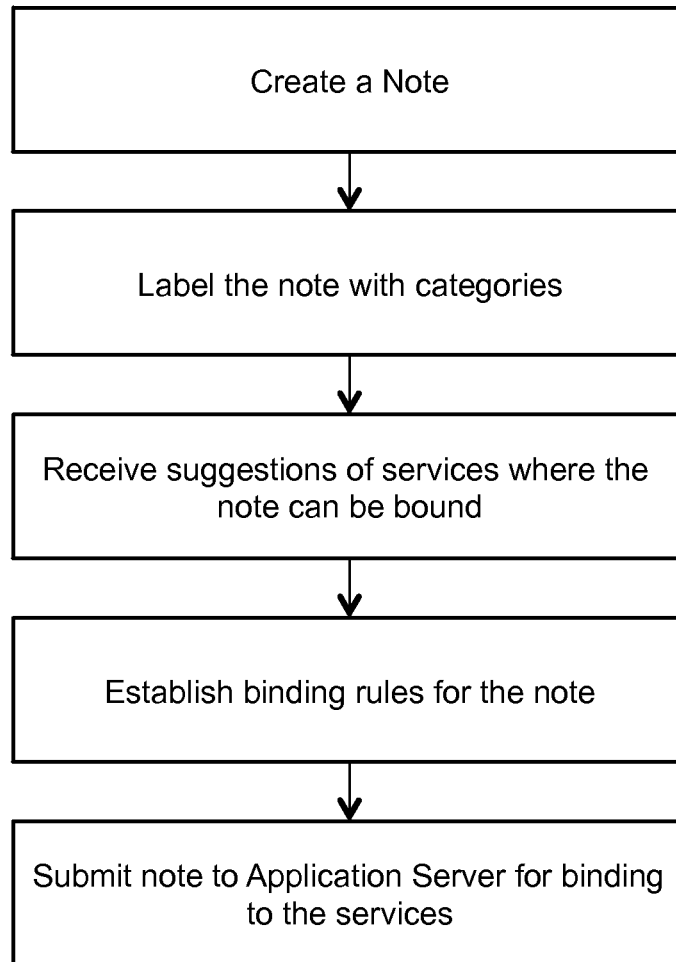 Create a Note
Label the note with categories
Receive suggestions of services where the
note can be bound
Establish binding rules for the note
Submit note to Application Server for binding
to the services